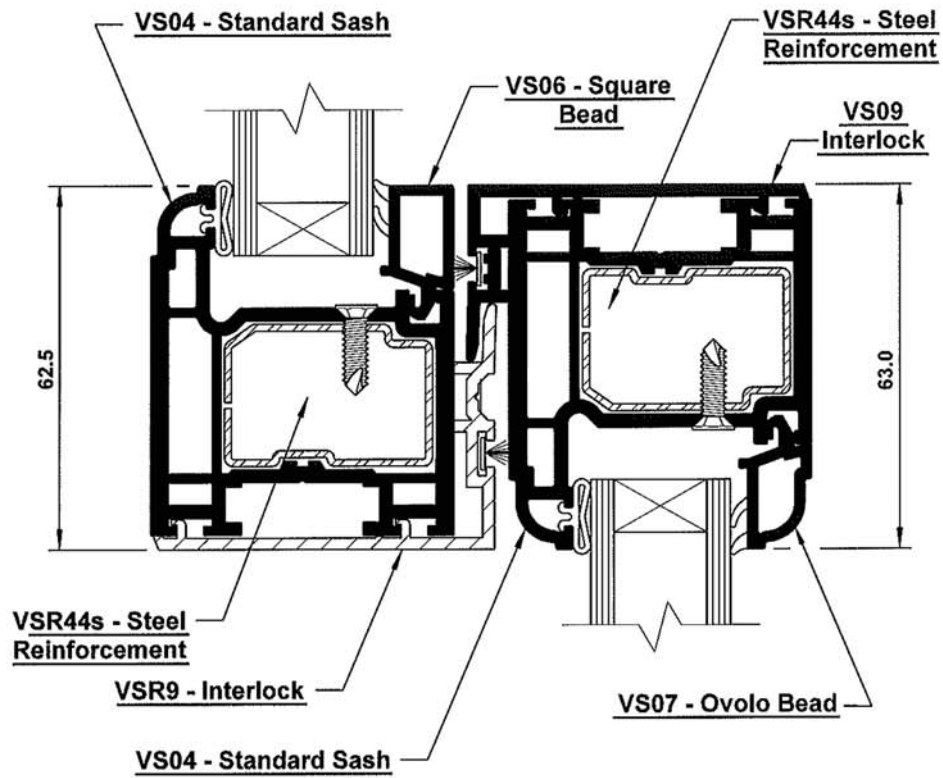 VS04 - Standard Sash
VSR44s - Steel
Reinforcement
VS06 - Square
Bead
VS09
Interlock
62.5
63.0
VSR44s - Steel
Reinforcement
VSR9 - Interlock
VS07 - Ovolo Bead
VS04 - Standard Sash